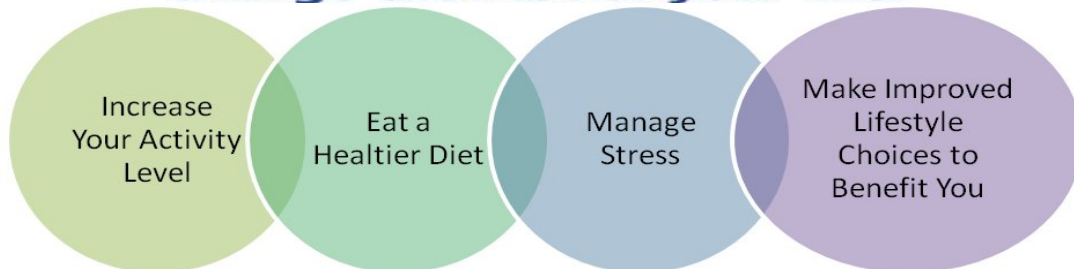 Increase
Your Activity
Level
Eat a
Healtier Diet
Manage
Stress
Make Improved
Lifestyle
Choices to
Benefit You